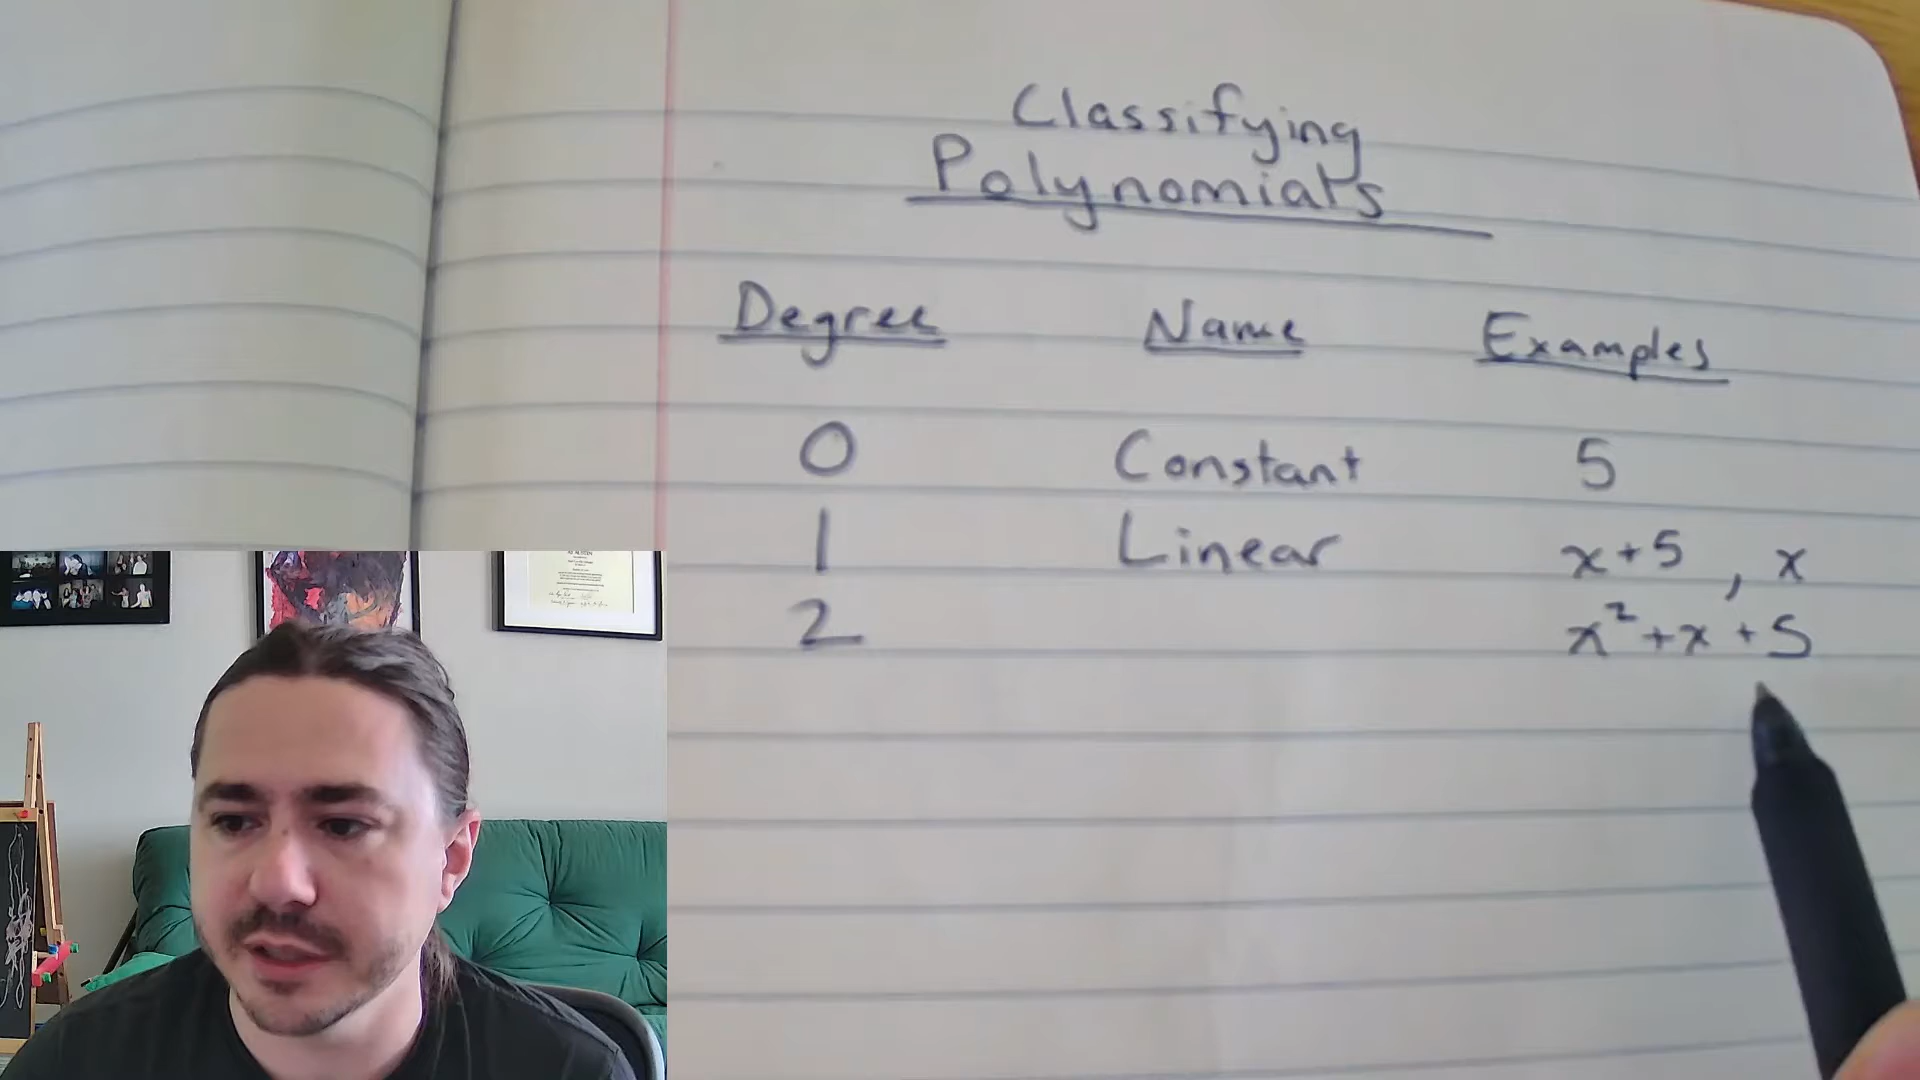 Classifying
Polynomials
Degree Name Examples
0 Constant 5
1 Linear x+5, x
2 x²+x+5